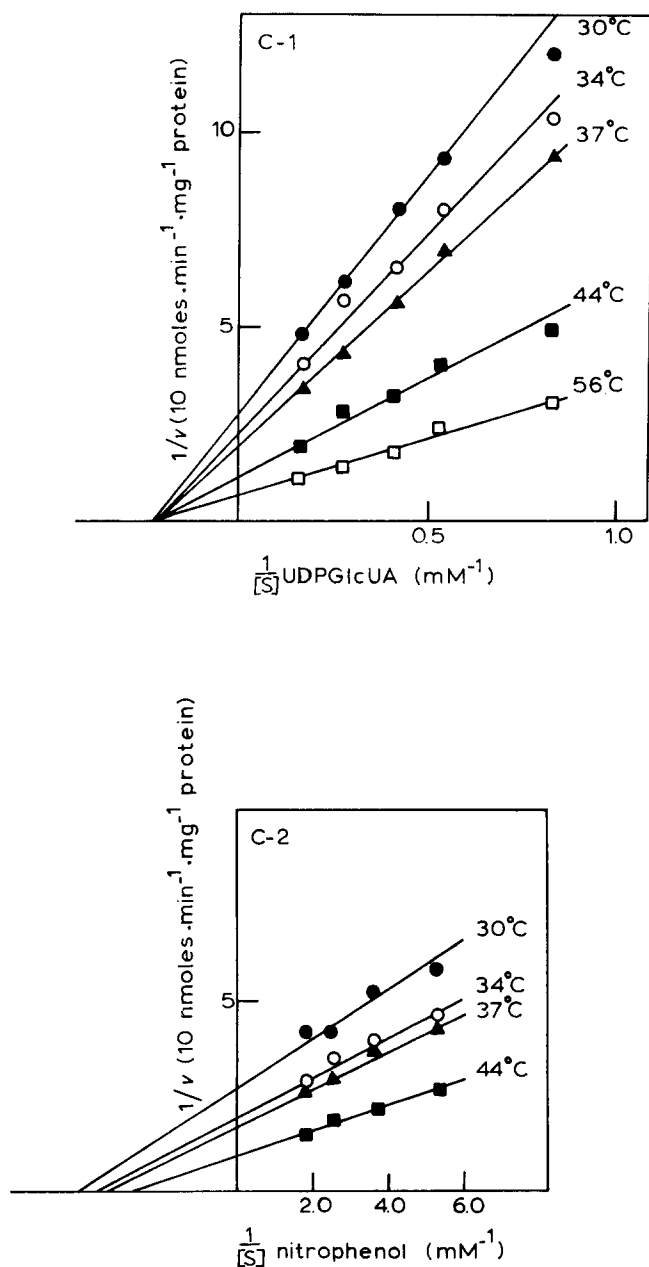 C-1
1/v (10 nmoles.min⁻¹.mg⁻¹ protein)
10
5
30°C
34°C
37°C
44°C
56°C
0.5
1.0
1/[S] UDPGlcUA (mM⁻¹)
C-2
1/v (10 nmoles.min⁻¹.mg⁻¹ protein)
5
30°C
34°C
37°C
44°C
2.0 4.0 6.0
1/[S] nitrophenol (mM⁻¹)